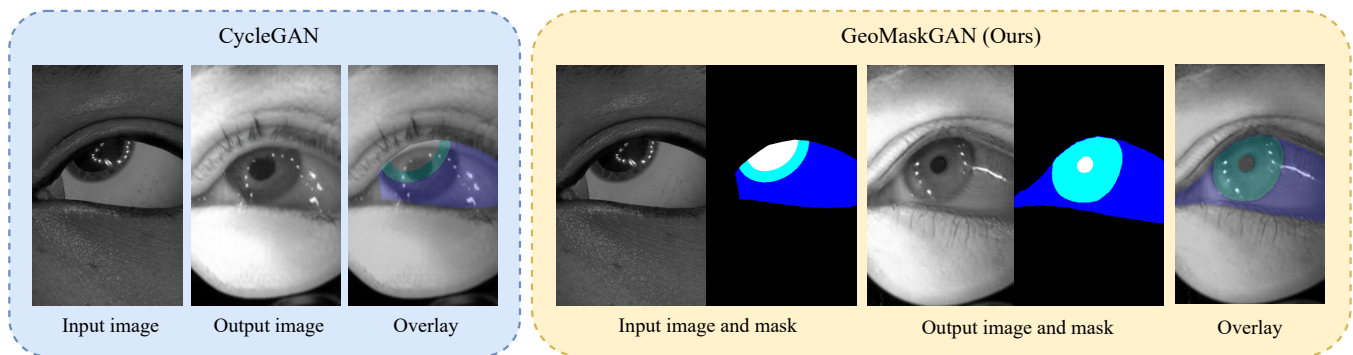 CycleGAN
Input image
Output image
Overlay
GeoMaskGAN (Ours)
Input image and mask
Output image and mask
Overlay